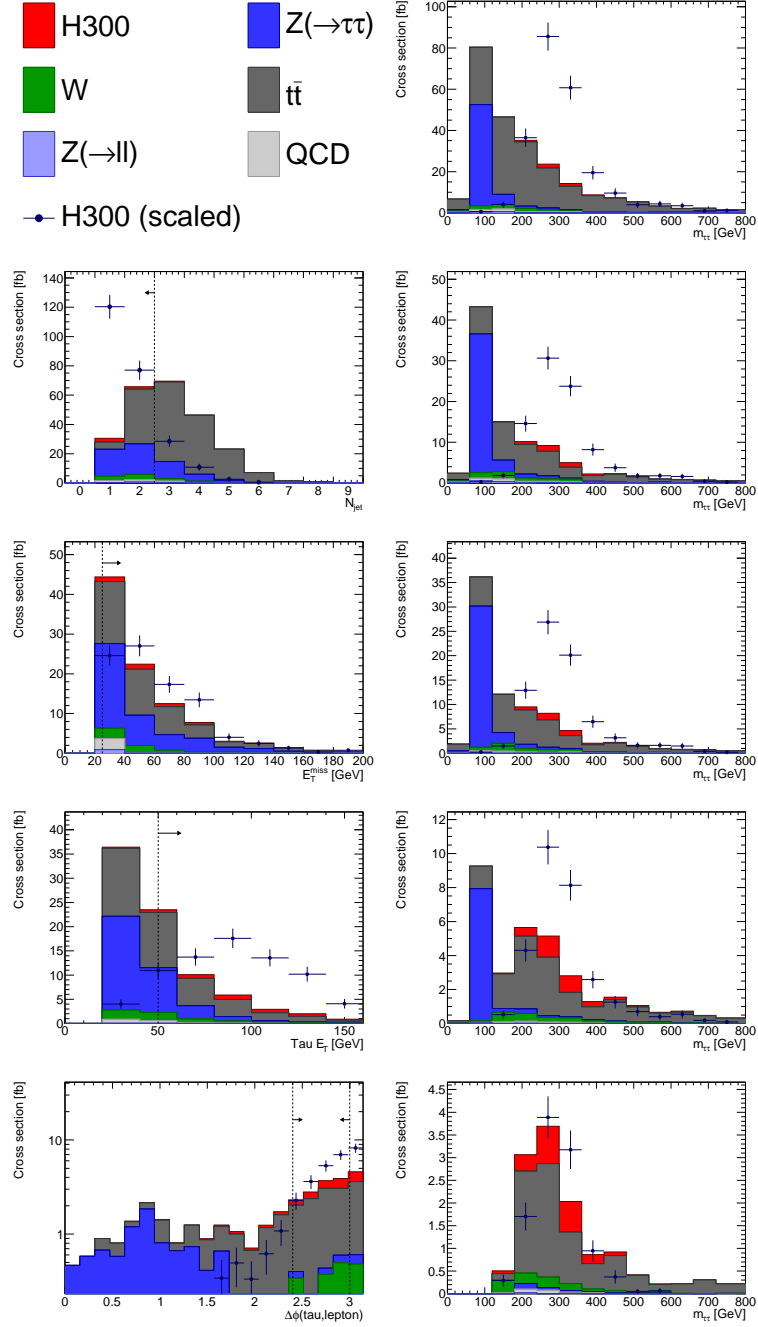 H300
Z(→ττ)
W
tt̄
Z(→ll)
QCD
H300 (scaled)
Cross section [fb]
100
80
60
40
20
0
0 100 200 300 400 500 600 700 800
m_ττ [GeV]
Cross section [fb]
140
120
100
80
60
40
20
0
0 1 2 3 4 5 6 7 8 9
N_jet
Cross section [fb]
50
40
30
20
10
0
0 100 200 300 400 500 600 700 800
m_ττ [GeV]
Cross section [fb]
50
40
30
20
10
0
0 20 40 60 80 100 120 140 160 180 200
E_T^miss [GeV]
Cross section [fb]
40
35
30
25
20
15
10
5
0
0 100 200 300 400 500 600 700 800
m_ττ [GeV]
Cross section [fb]
40
35
30
25
20
15
10
5
0
0 50 100 150
Tau E_T [GeV]
Cross section [fb]
12
10
8
6
4
2
0
0 100 200 300 400 500 600 700 800
m_ττ [GeV]
Cross section [fb]
10
1
0 0.5 1 1.5 2 2.5 3
Δϕ(tau,lepton)
Cross section [fb]
4.5
4
3.5
3
2.5
2
1.5
1
0.5
0
0 100 200 300 400 500 600 700 800
m_ττ [GeV]